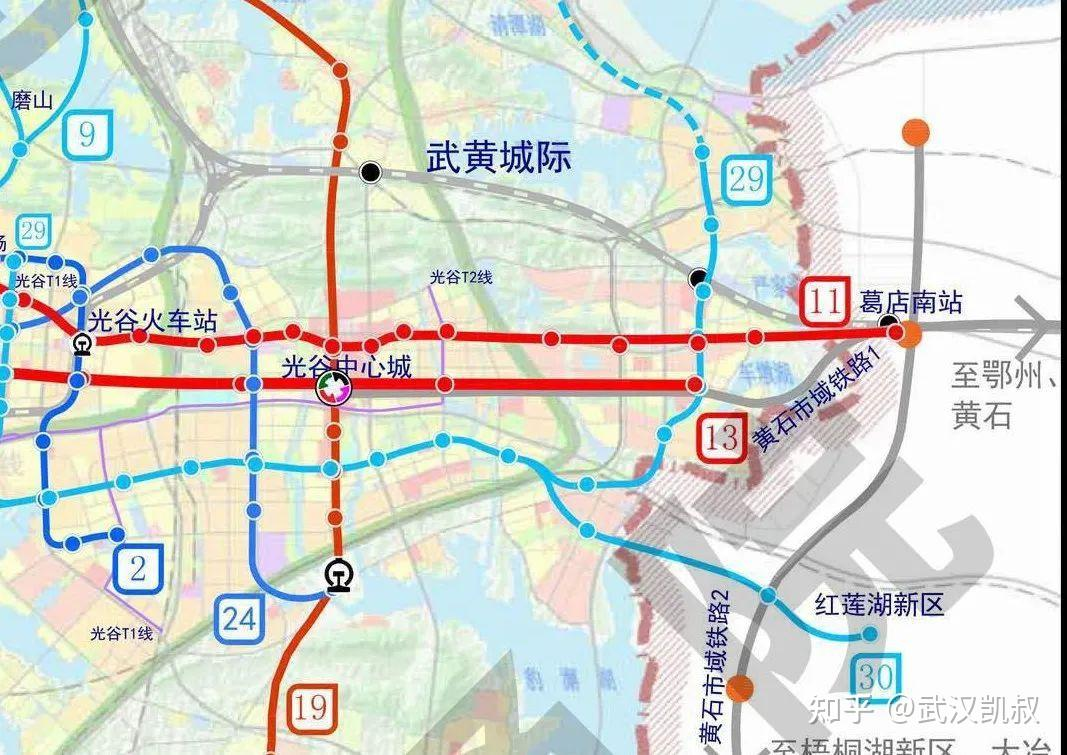 磨山
9
武黄城际
29
29
光谷T1线
光谷T2线
光谷火车站
11
葛店南站
光谷中心城
至鄂州、
黄石
13
黄石市域铁路1
2
24
光谷T1线
19
黄石市域铁路2
红莲湖新区
30
知乎 @武汉凯叔
至梧桐湖新区、大冶